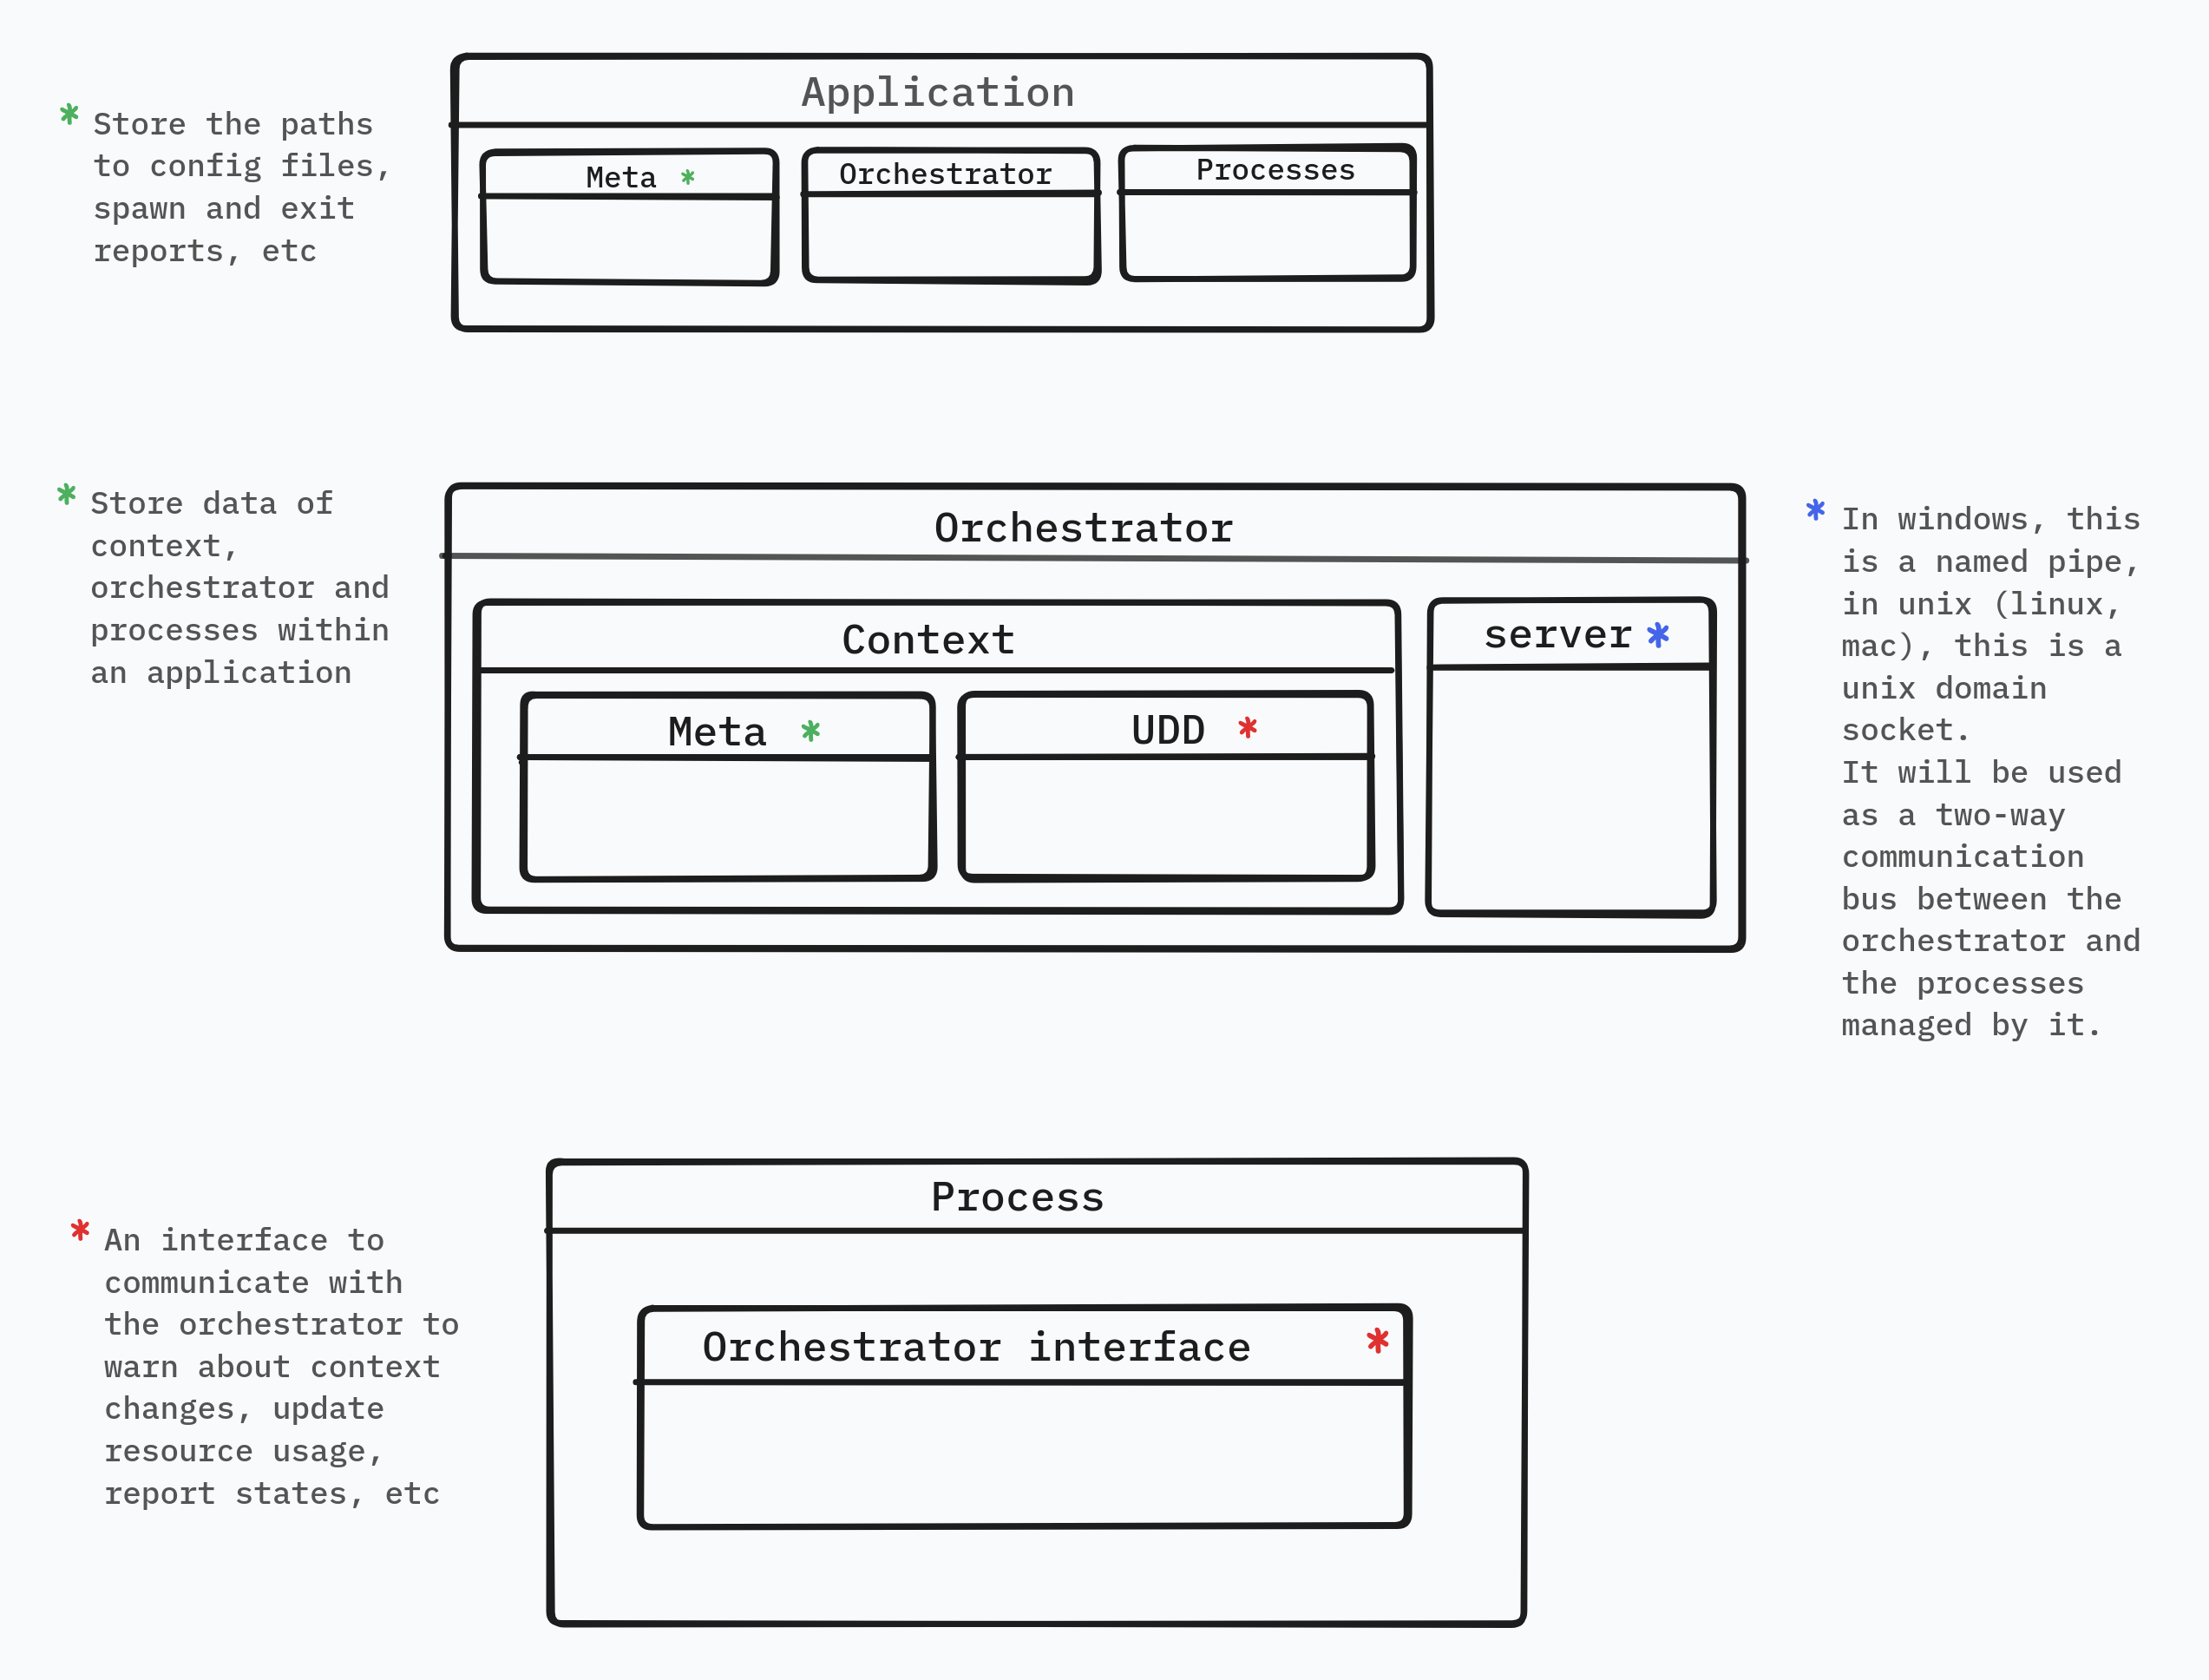 Application
* Store the paths
to config files,
spawn and exit
reports, etc
Meta *
Orchestrator
Processes
* Store data of
context,
orchestrator and
processes within
an application
Orchestrator
Context
Meta *
UDD *
server *
* In windows, this
is a named pipe,
in unix (linux,
mac), this is a
unix domain
socket.
It will be used
as a two-way
communication
bus between the
orchestrator and
the processes
managed by it.
Process
* An interface to
communicate with
the orchestrator to
warn about context
changes, update
resource usage,
report states, etc
Orchestrator interface *